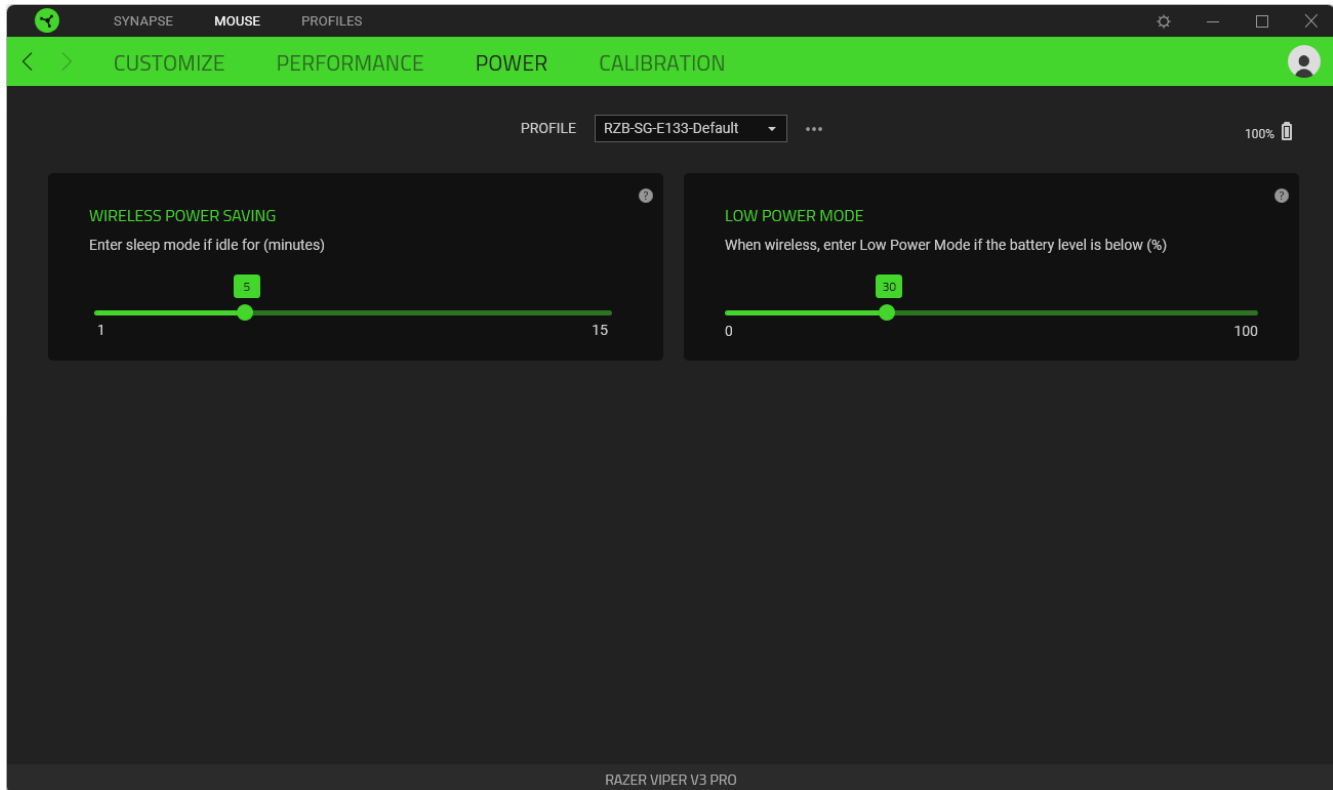 SYNAPSE MOUSE PROFILES
CUSTOMIZE PERFORMANCE POWER CALIBRATION
PROFILE RZB-SG-E133-Default ...
100%
?
WIRELESS POWER SAVING
Enter sleep mode if idle for (minutes)
5
1 15
?
LOW POWER MODE
When wireless, enter Low Power Mode if the battery level is below (%)
30
0 100
RAZER VIPER V3 PRO